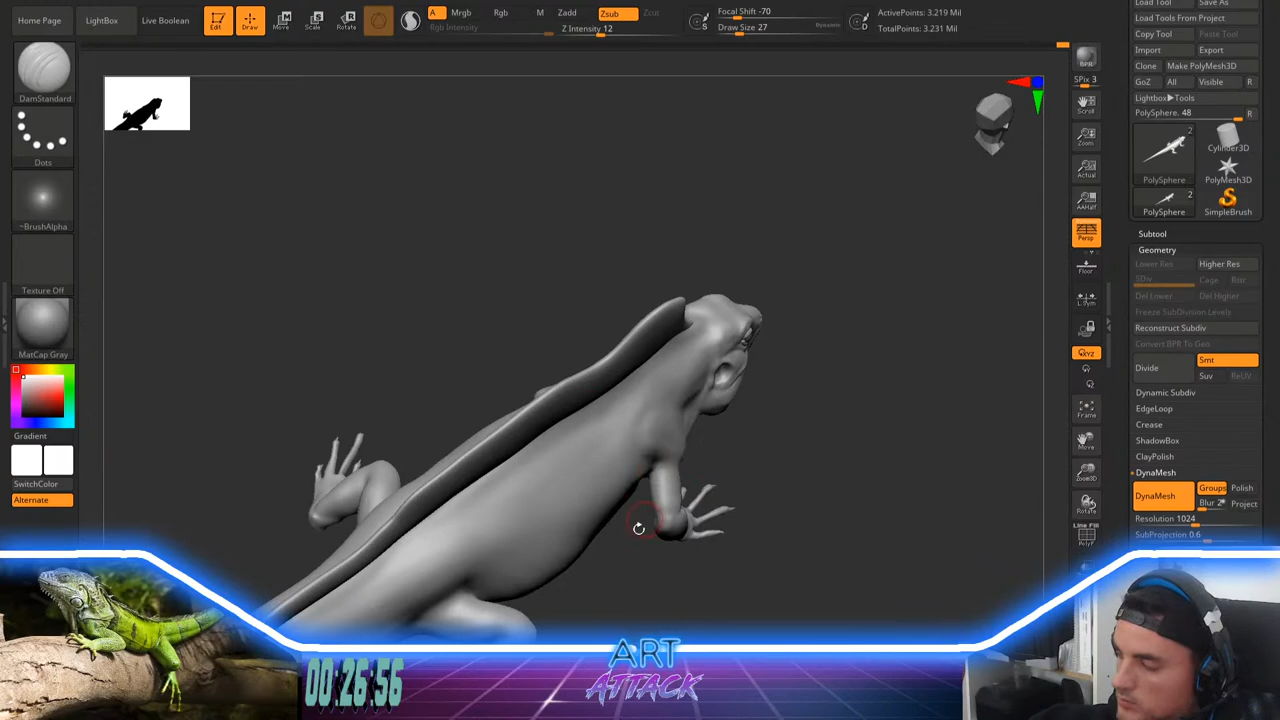 Home Page
LightBox
Live Boolean
Edit
Draw
Move
Scale
Rotate
A
Mrgb
Rgb
M
Zadd
Zsub
Zcut
Rgb Intensity
Z Intensity 12
S
Focal Shift -70
Draw Size 27
Dynamic
D
ActivePoints: 3.219 Mil
TotalPoints: 3.231 Mil
DamStandard
Dots
~BrushAlpha
Texture Off
MatCap Gray
Gradient
SwitchColor
Alternate
BPR
SPix 3
Scroll
Zoom
Actual
AAHalf
Persp
Floor
L.Sym
XYZ
Frame
Move
Zoom3D
Rotate
Line Fill
PolyF
Load Tool
Save As
Load Tools From Project
Copy Tool
Paste Tool
Import
Export
Clone
Make PolyMesh3D
GoZ
All
Visible
R
Lightbox▶Tools
PolySphere. 48
R
2
PolySphere
Cylinder3D
PolyMesh3D
2
PolySphere
SimpleBrush
Subtool
Geometry
Lower Res
Higher Res
SDiv
Cage
Rstr
Del Lower
Del Higher
Freeze SubDivision Levels
Reconstruct Subdiv
Convert BPR To Geo
Divide
Smt
Suv
ReUV
Dynamic Subdiv
EdgeLoop
Crease
ShadowBox
ClayPolish
DynaMesh
DynaMesh
Groups
Polish
Blur 2
Project
Resolution 1024
SubProjection 0.6
00:26:56
ART
ATTACK